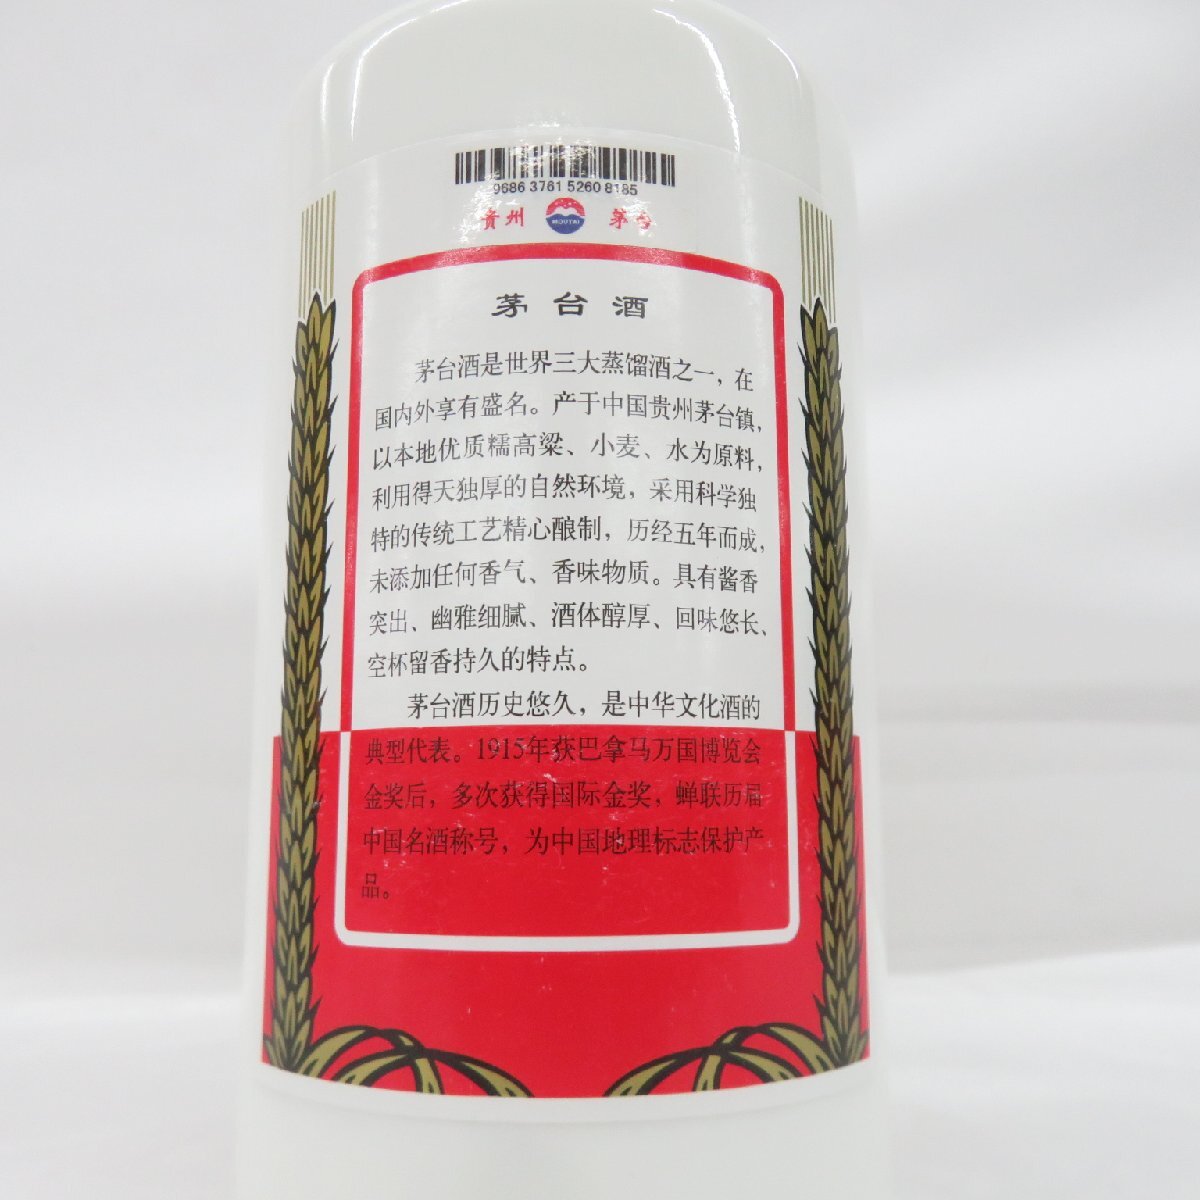 9686 3761 5260 8185
贵州 MOUTAI 茅台
茅台酒
茅台酒是世界三大蒸馏酒之一，在
国内外享有盛名。产于中国贵州茅台镇，
以本地优质糯高粱、小麦、水为原料，
利用得天独厚的自然环境，采用科学独
特的传统工艺精心酿制，历经五年而成，
未添加任何香气、香味物质。具有酱香
突出、幽雅细腻、酒体醇厚、回味悠长、
空杯留香持久的特点。
茅台酒历史悠久，是中华文化酒的
典型代表。1915年获巴拿马万国博览会
金奖后，多次获得国际金奖，蝉联历届
中国名酒称号，为中国地理标志保护产
品。